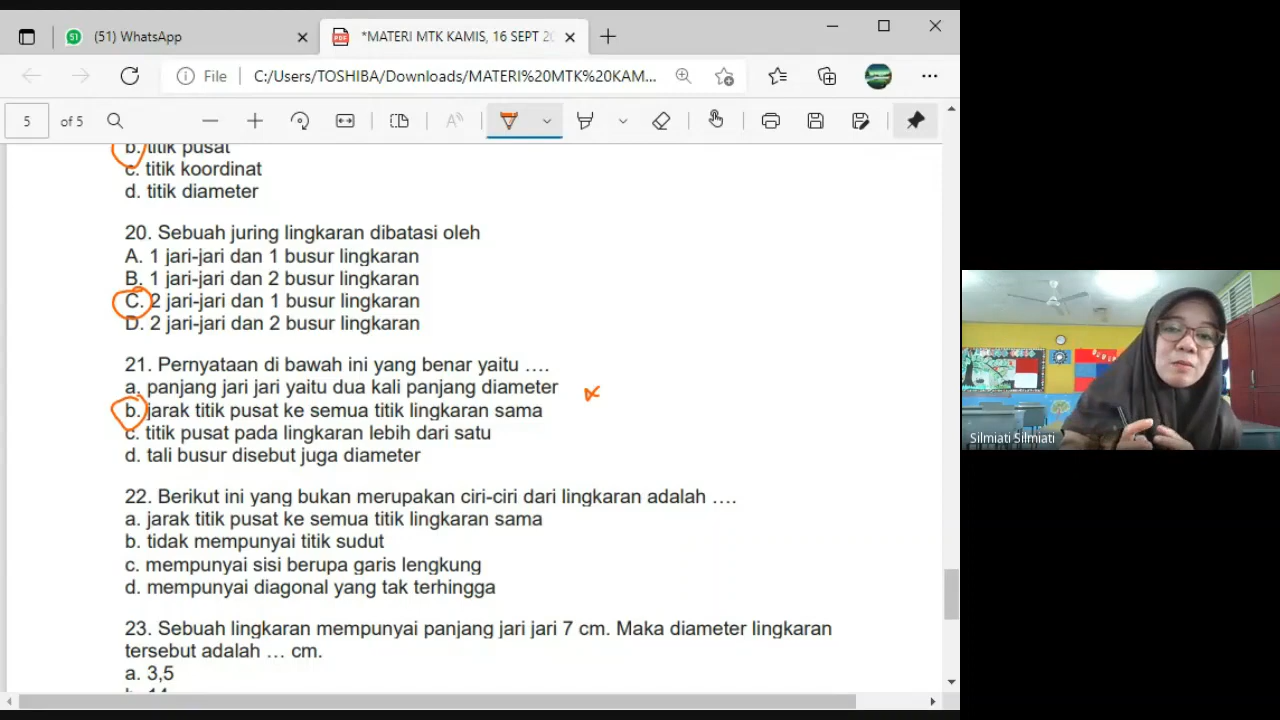 (51) WhatsApp
*MATERI MTK KAMIS, 16 SEPT 20
File
C:/Users/TOSHIBA/Downloads/MATERI%20MTK%20KAM...
5 of 5
b. titik pusat
c. titik koordinat
d. titik diameter
20. Sebuah juring lingkaran dibatasi oleh
A. 1 jari-jari dan 1 busur lingkaran
B. 1 jari-jari dan 2 busur lingkaran
C. 2 jari-jari dan 1 busur lingkaran
D. 2 jari-jari dan 2 busur lingkaran
21. Pernyataan di bawah ini yang benar yaitu ….
a. panjang jari jari yaitu dua kali panjang diameter
b. jarak titik pusat ke semua titik lingkaran sama
c. titik pusat pada lingkaran lebih dari satu
d. tali busur disebut juga diameter
22. Berikut ini yang bukan merupakan ciri-ciri dari lingkaran adalah ….
a. jarak titik pusat ke semua titik lingkaran sama
b. tidak mempunyai titik sudut
c. mempunyai sisi berupa garis lengkung
d. mempunyai diagonal yang tak terhingga
23. Sebuah lingkaran mempunyai panjang jari jari 7 cm. Maka diameter lingkaran
tersebut adalah … cm.
a. 3,5
Silmiati Silmiati